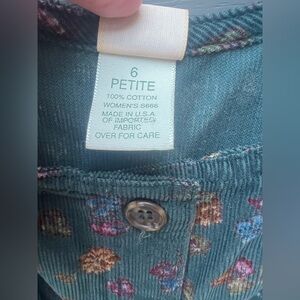 6
PETITE
100% COTTON
WOMEN'S 8666
MADE IN U.S.A.
OF IMPORTED
FABRIC
OVER FOR CARE